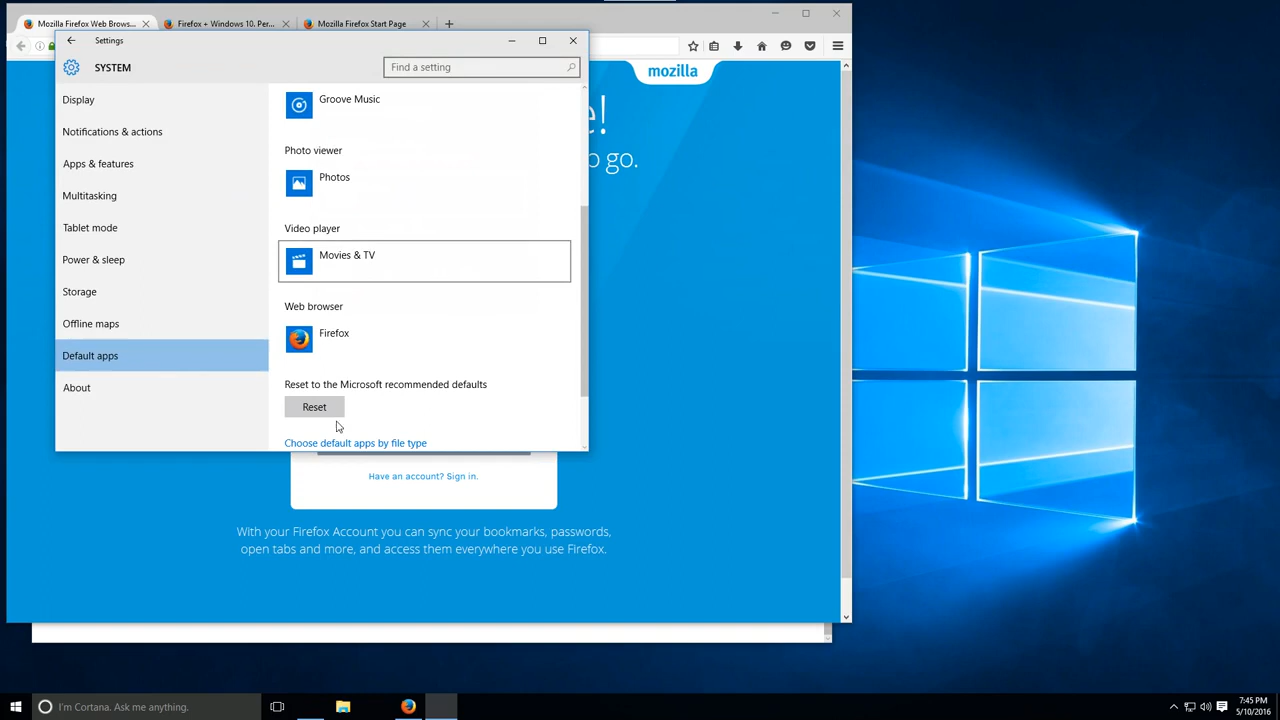 Mozilla Firefox Web Brows...
Firefox + Windows 10. Per...
Mozilla Firefox Start Page
Settings
SYSTEM
Find a setting
mozilla
Display
Notifications & actions
Apps & features
Multitasking
Tablet mode
Power & sleep
Storage
Offline maps
Default apps
About
Groove Music
Photo viewer
Photos
Video player
Movies & TV
Web browser
Firefox
Reset to the Microsoft recommended defaults
Reset
Choose default apps by file type
e!
o go.
Have an account? Sign in.
With your Firefox Account you can sync your bookmarks, passwords,
open tabs and more, and access them everywhere you use Firefox.
I'm Cortana. Ask me anything.
7:45 PM
5/10/2016